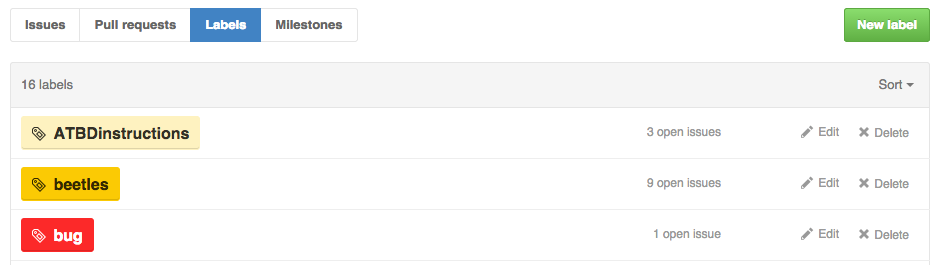 Issues Pull requests Labels Milestones New label
16 labels Sort
ATBDinstructions 3 open issues Edit Delete
beetles 9 open issues Edit Delete
bug 1 open issue Edit Delete